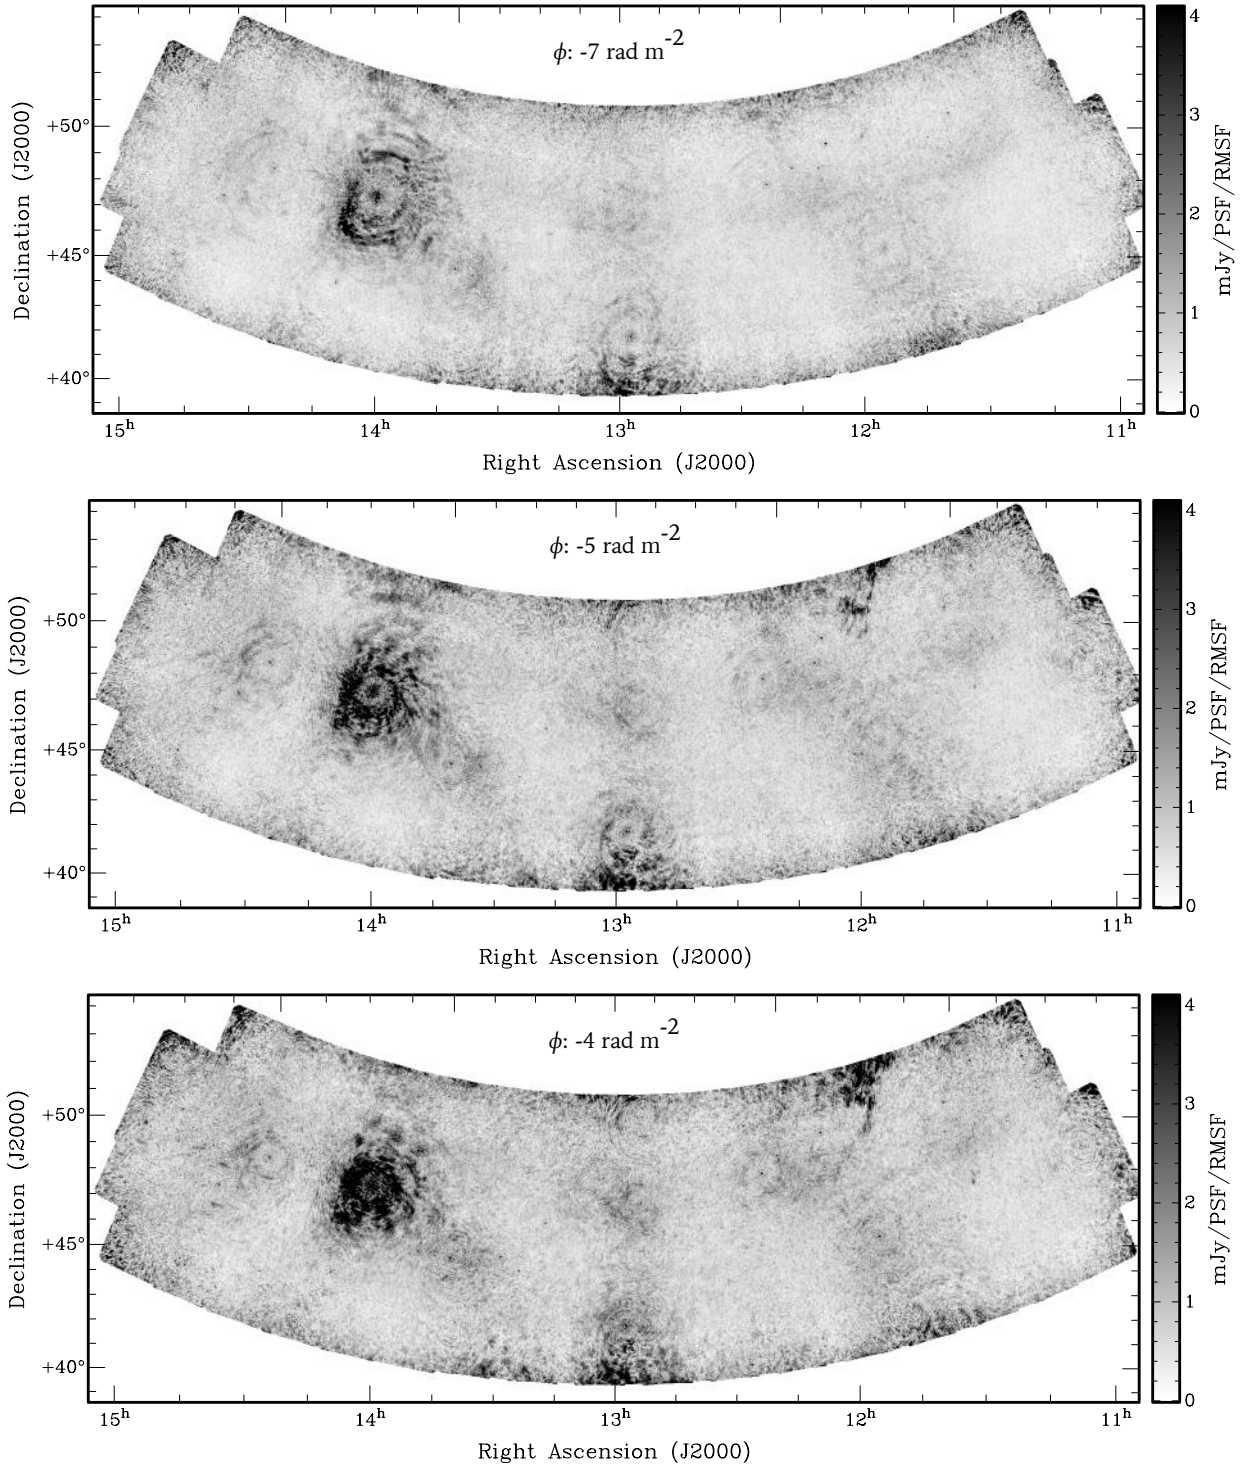 ϕ: -7 rad m-2
4
3
2
1
0
mJy/PSF/RMSF
+50°
+45°
+40°
Declination (J2000)
15h 14h 13h 12h 11h
Right Ascension (J2000)
ϕ: -5 rad m-2
4
3
2
1
0
mJy/PSF/RMSF
+50°
+45°
+40°
Declination (J2000)
15h 14h 13h 12h 11h
Right Ascension (J2000)
ϕ: -4 rad m-2
4
3
2
1
0
mJy/PSF/RMSF
+50°
+45°
+40°
Declination (J2000)
15h 14h 13h 12h 11h
Right Ascension (J2000)